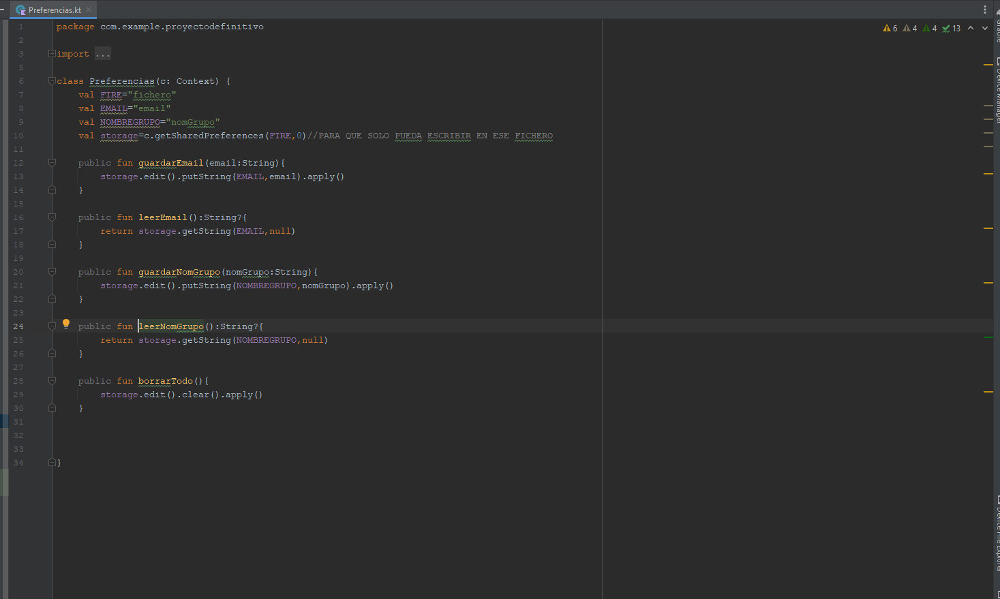 Preferencias.kt
1 package com.example.proyectodefinitivo
6 4 4 13
2
3 import ...
5
6 class Preferencias(c: Context) {
7 val FIRE="fichero"
8 val EMAIL="email"
9 val NOMBREGRUPO="nomGrupo"
10 val storage=c.getSharedPreferences(FIRE,0)//PARA QUE SOLO PUEDA ESCRIBIR EN ESE FICHERO
11
12 public fun guardarEmail(email:String){
13 storage.edit().putString(EMAIL,email).apply()
14 }
15
16 public fun leerEmail():String?{
17 return storage.getString(EMAIL,null)
18 }
19
20 public fun guardarNomGrupo(nomGrupo:String){
21 storage.edit().putString(NOMBREGRUPO,nomGrupo).apply()
22 }
23
24 public fun leerNomGrupo():String?{
25 return storage.getString(NOMBREGRUPO,null)
26 }
27
28 public fun borrarTodo(){
29 storage.edit().clear().apply()
30 }
31
32
33
34 }
Gradle
Device Manager
Device File Explorer